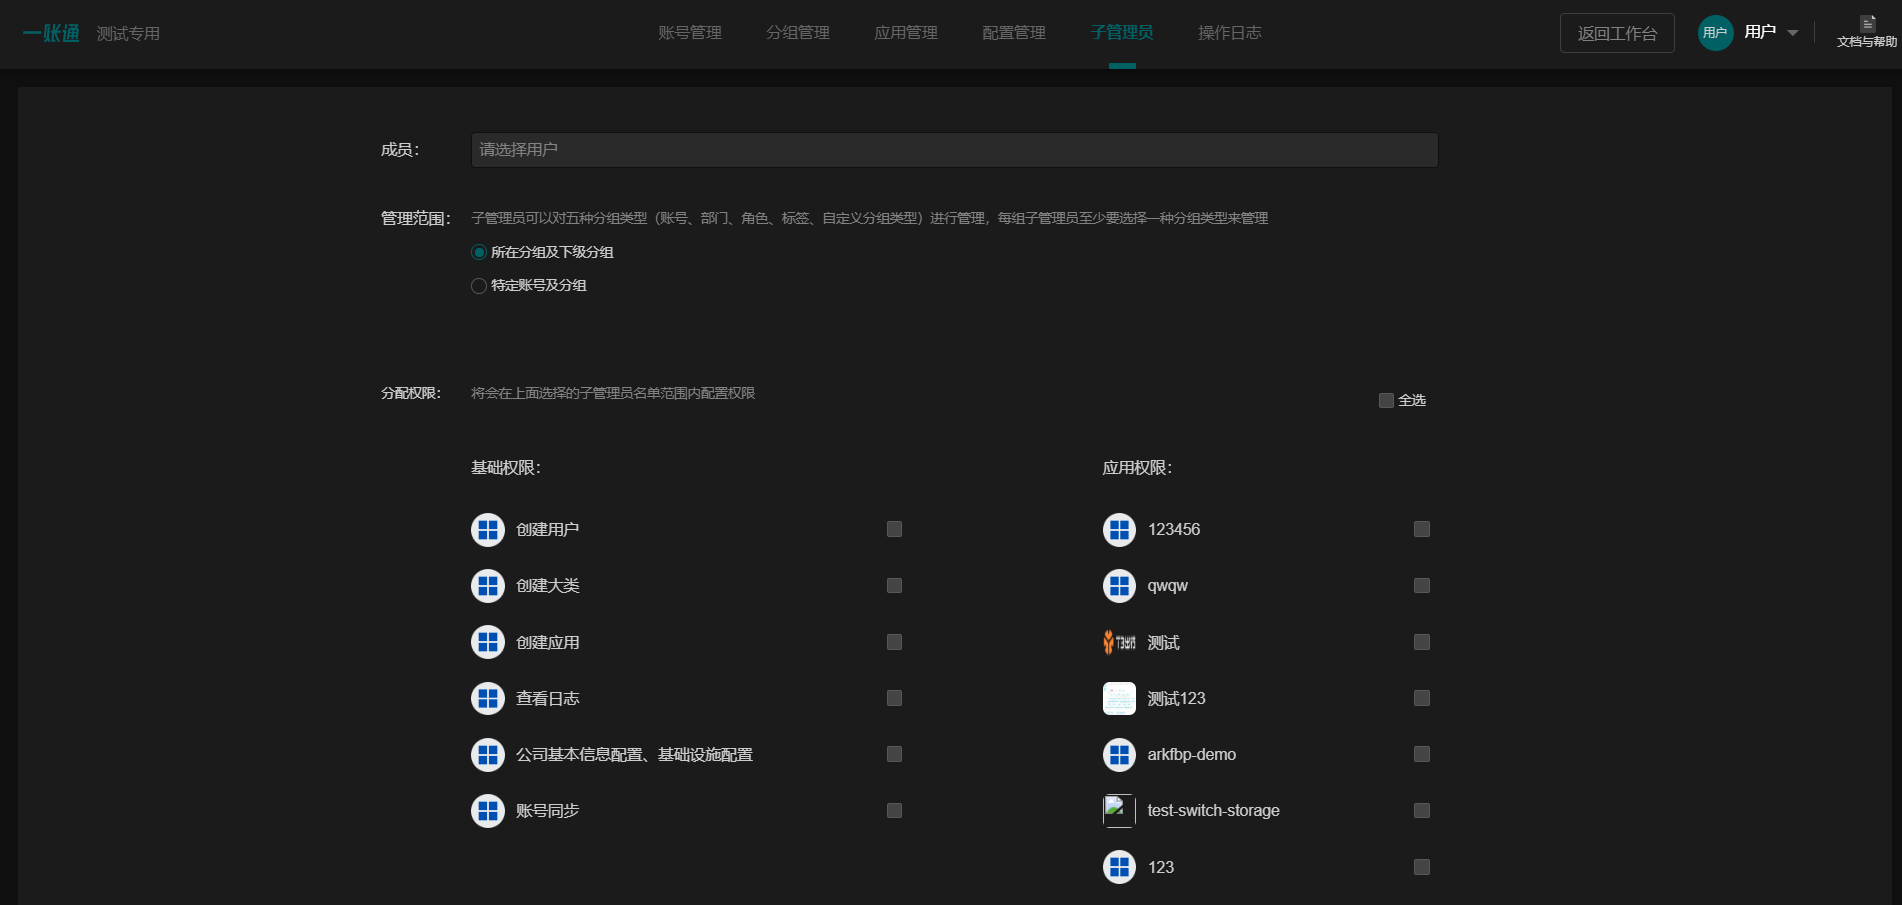 一账通 测试专用 账号管理 分组管理 应用管理 配置管理 子管理员 操作日志 返回工作台 用户 用户 文档与帮助
成员： 请选择用户
管理范围： 子管理员可以对五种分组类型（账号、部门、角色、标签、自定义分组类型）进行管理，每组子管理员至少要选择一种分组类型来管理
所在分组及下级分组
特定账号及分组
分配权限： 将会在上面选择的子管理员名单范围内配置权限 全选
基础权限： 应用权限：
创建用户 123456
创建大类 qwqw
创建应用 测试
查看日志 测试123
公司基本信息配置、基础设施配置 arkfbp-demo
账号同步 test-switch-storage
123